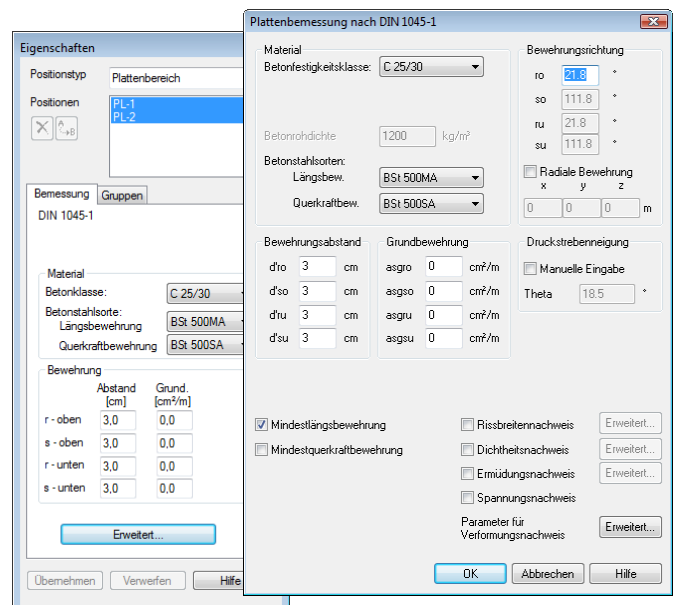 Eigenschaften
Positionstyp
Plattenbereich
Positionen
PL-1
PL-2
A
B
Bemessung
Gruppen
DIN 1045-1
Material
Betonklasse:
C 25/30
Betonstahlsorte:
Längsbewehrung
BSt 500MA
Querkraftbewehrung
BSt 500SA
Bewehrung
Abstand Grund.
[cm] [cm²/m]
r - oben 3,0 0,0
s - oben 3,0 0,0
r - unten 3,0 0,0
s - unten 3,0 0,0
Erweitert...
Übernehmen
Verwerfen
Hilfe
Plattenbemessung nach DIN 1045-1
Material
Betonfestigkeitsklasse: C 25/30
Betonrohdichte 1200 kg/m³
Betonstahlsorten:
Längsbew. BSt 500MA
Querkraftbew. BSt 500SA
Bewehrungsrichtung
ro 21.8 °
so 111.8 °
ru 21.8 °
su 111.8 °
Radiale Bewehrung
x y z
0 0 0 m
Bewehrungsabstand
d'ro 3 cm
d'so 3 cm
d'ru 3 cm
d'su 3 cm
Grundbewehrung
asgro 0 cm²/m
asgso 0 cm²/m
asgru 0 cm²/m
asgsu 0 cm²/m
Druckstrebenneigung
Manuelle Eingabe
Theta 18.5 °
Mindestlängsbewehrung
Mindestquerkraftbewehrung
Rissbreitennachweis Erweitert...
Dichtheitsnachweis Erweitert...
Ermüdungsnachweis Erweitert...
Spannungsnachweis
Parameter für
Verformungsnachweis Erweitert...
OK
Abbrechen
Hilfe